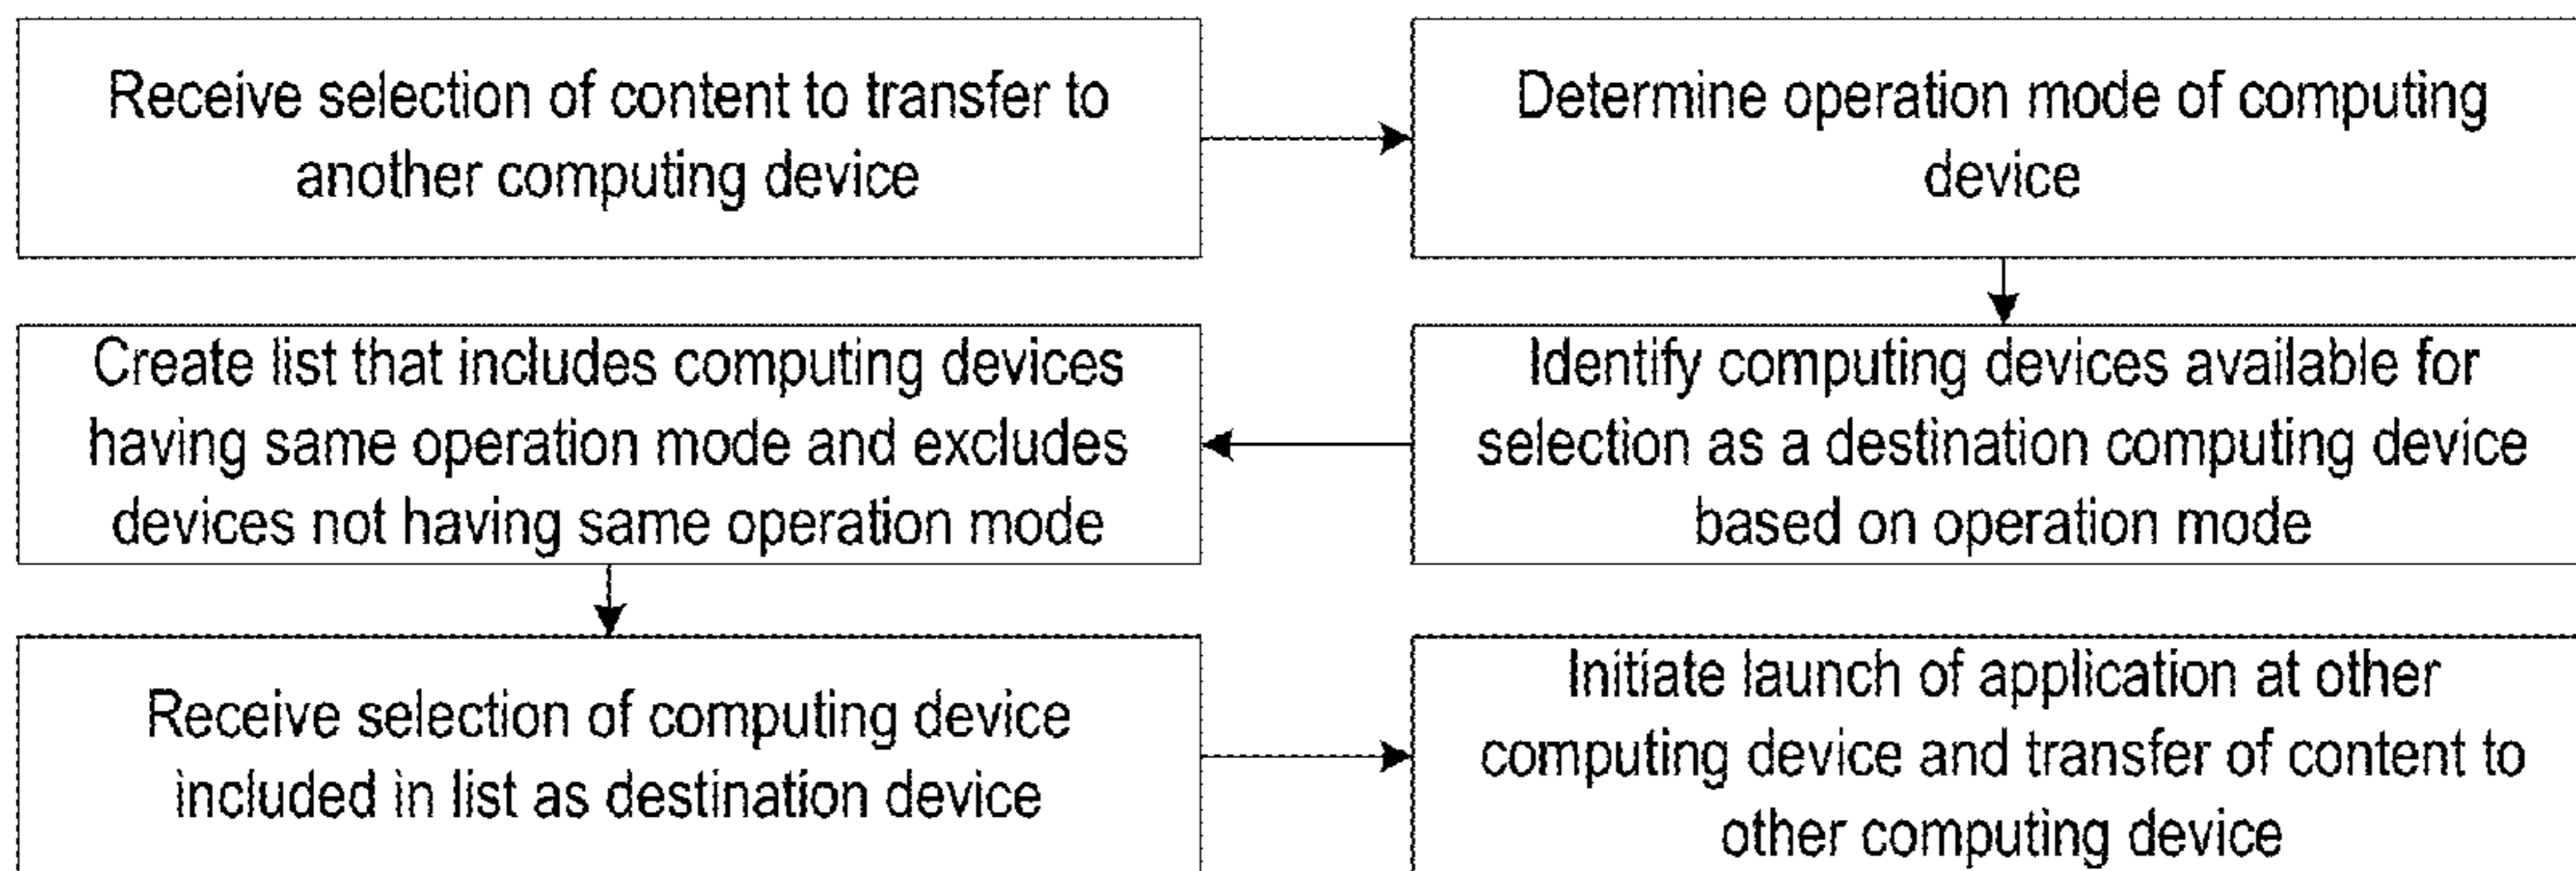 Receive selection of content to transfer to
another computing device
Determine operation mode of computing
device
Identify computing devices available for
selection as a destination computing device
based on operation mode
Create list that includes computing devices
having same operation mode and excludes
devices not having same operation mode
Receive selection of computing device
included in list as destination device
Initiate launch of application at other
computing device and transfer of content to
other computing device